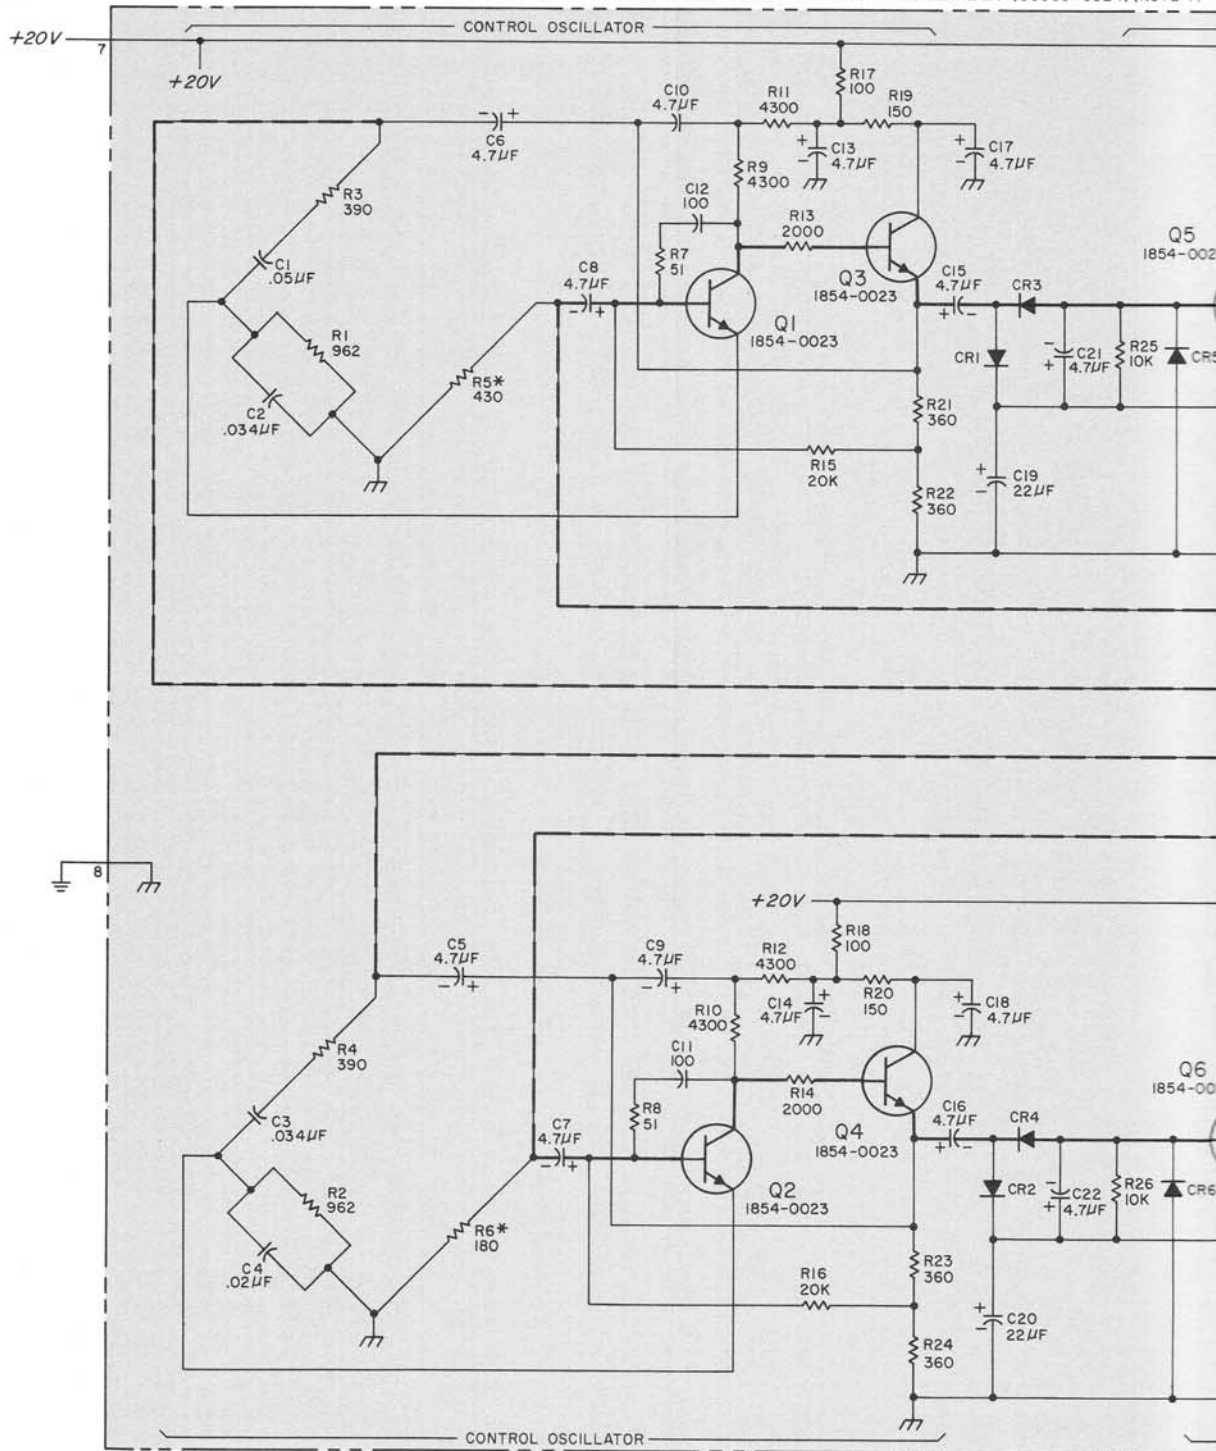 CONTROL OSCILLATOR
+20V
7
+20V
R17
100
C10
4.7µF
R11
4300
R19
150
C6
4.7µF
C13
4.7µF
C17
4.7µF
R9
4300
R3
390
C12
100
R13
2000
Q5
C1
.05µF
R7
51
C8
4.7µF
Q3
1854-0023
C15
4.7µF
CR3
Q1
1854-0023
R1
962
CR1
C21
4.7µF
R25
10K
R5*
430
C2
.034µF
R21
360
R15
20K
C19
22µF
R22
360
8
+20V
R18
100
C5
4.7µF
C9
4.7µF
R12
4300
R20
150
C14
4.7µF
C18
4.7µF
R10
4300
R4
390
C11
100
R14
2000
Q6
C3
.034µF
R8
51
C7
4.7µF
Q4
1854-0023
C16
4.7µF
CR4
Q2
1854-0023
R2
962
CR2
C22
4.7µF
R26
10K
CR6
R6*
180
C4
.02µF
R23
360
R16
20K
C20
22µF
R24
360
CONTROL OSCILLATOR